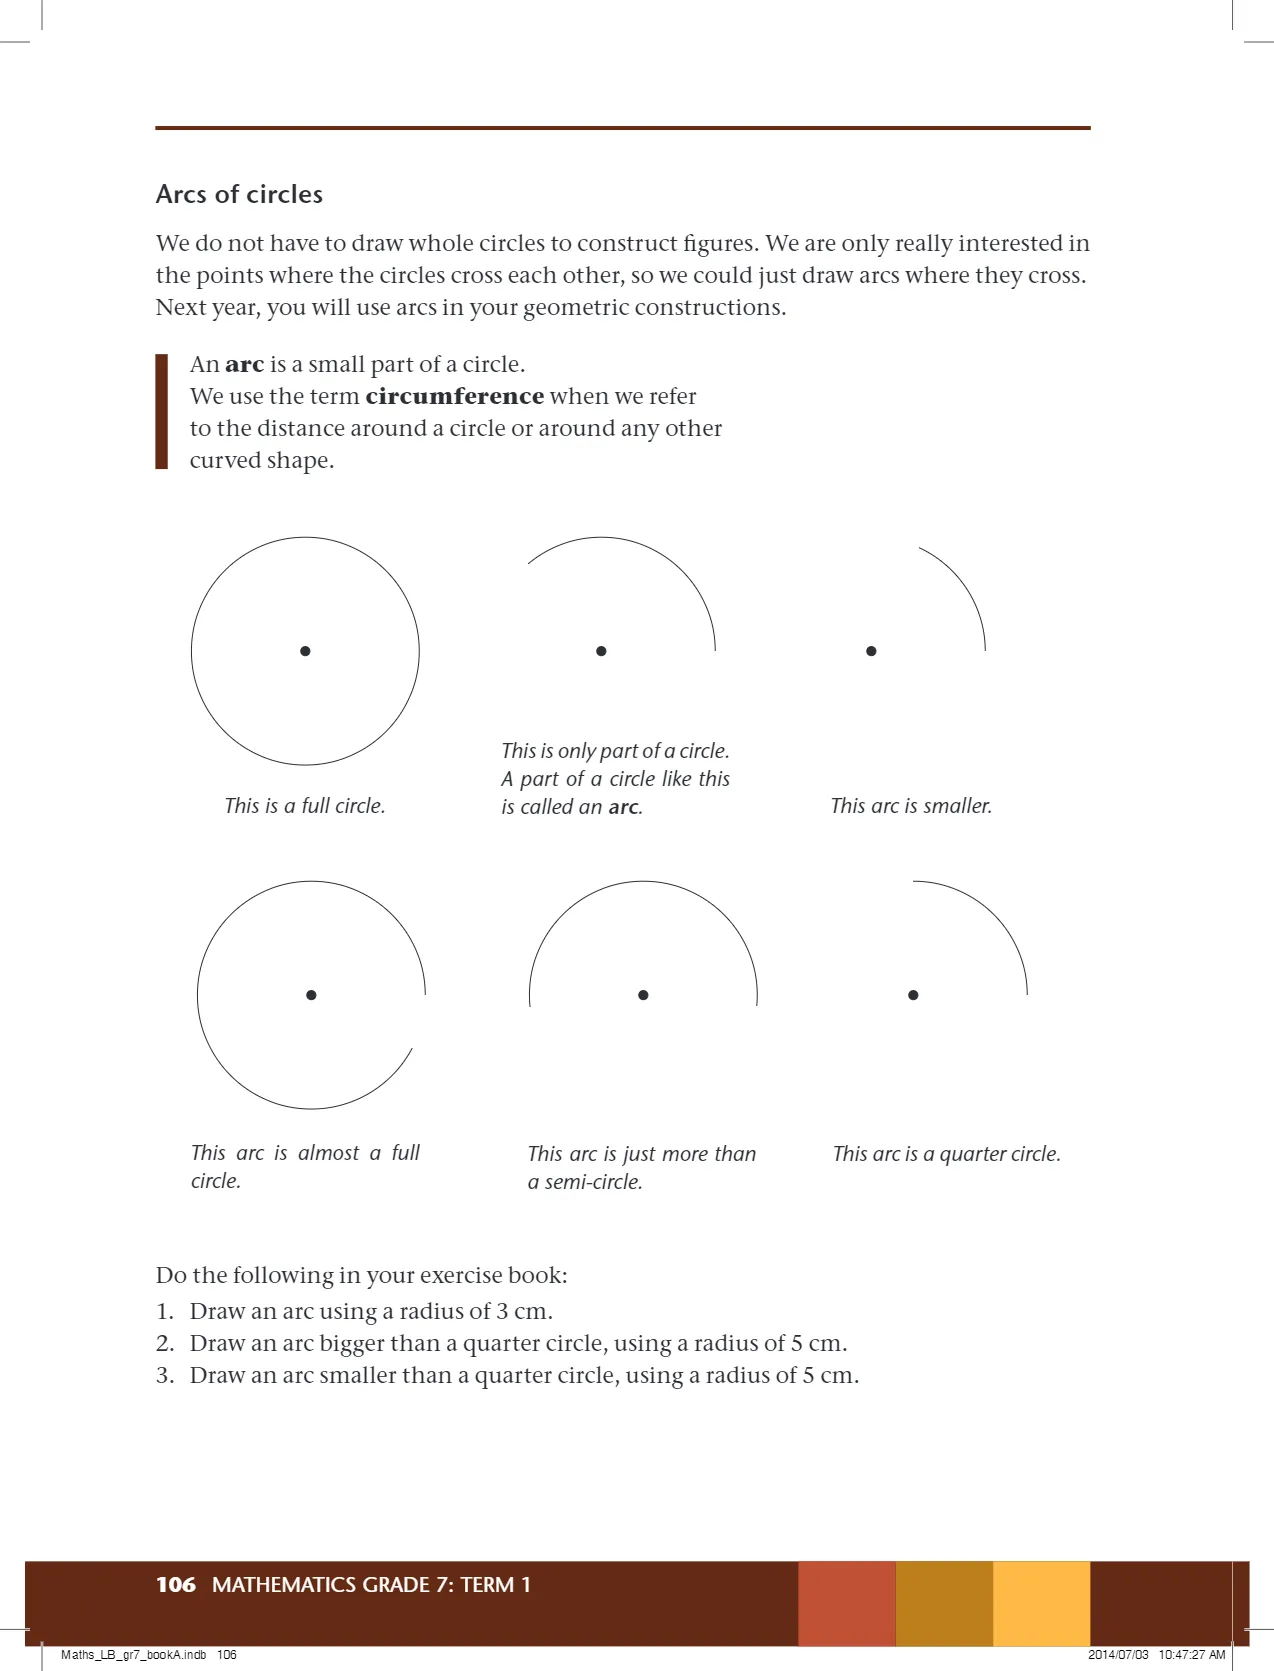 Arcs of circles
We do not have to draw whole circles to construct figures. We are only really interested in
the points where the circles cross each other, so we could just draw arcs where they cross.
Next year, you will use arcs in your geometric constructions.
An arc is a small part of a circle.
We use the term circumference when we refer
to the distance around a circle or around any other
curved shape.
This is a full circle.
This is only part of a circle.
A part of a circle like this
is called an arc.
This arc is smaller.
This arc is almost a full
circle.
This arc is just more than
a semi-circle.
This arc is a quarter circle.
Do the following in your exercise book:
1. Draw an arc using a radius of 3 cm.
2. Draw an arc bigger than a quarter circle, using a radius of 5 cm.
3. Draw an arc smaller than a quarter circle, using a radius of 5 cm.
106 MATHEMATICS GRADE 7: TERM 1
Maths_LB_gr7_bookA.indb 106
2014/07/03 10:47:27 AM